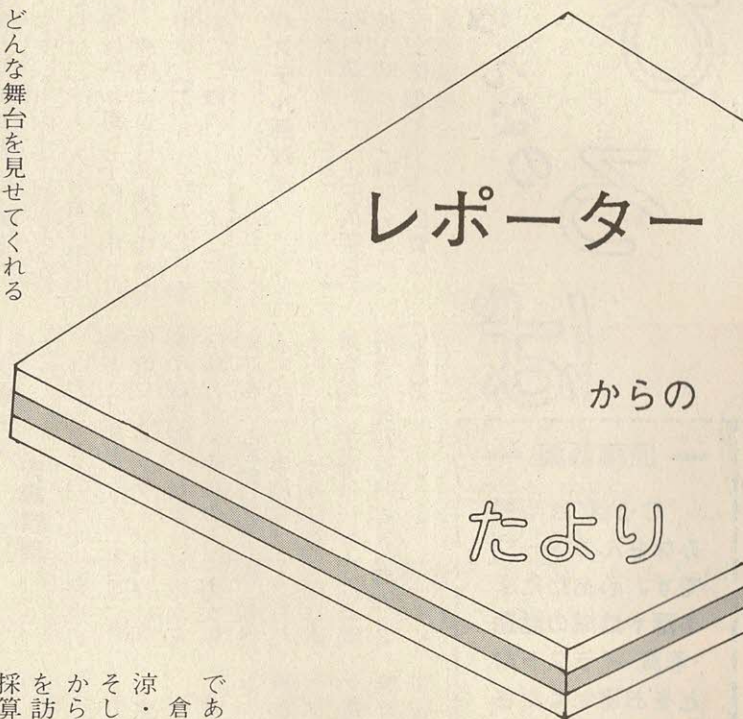 レポーター
からの
たより
どんな舞台を見せてくれる
であ
倉
涼・
そし
から
を訪
採算